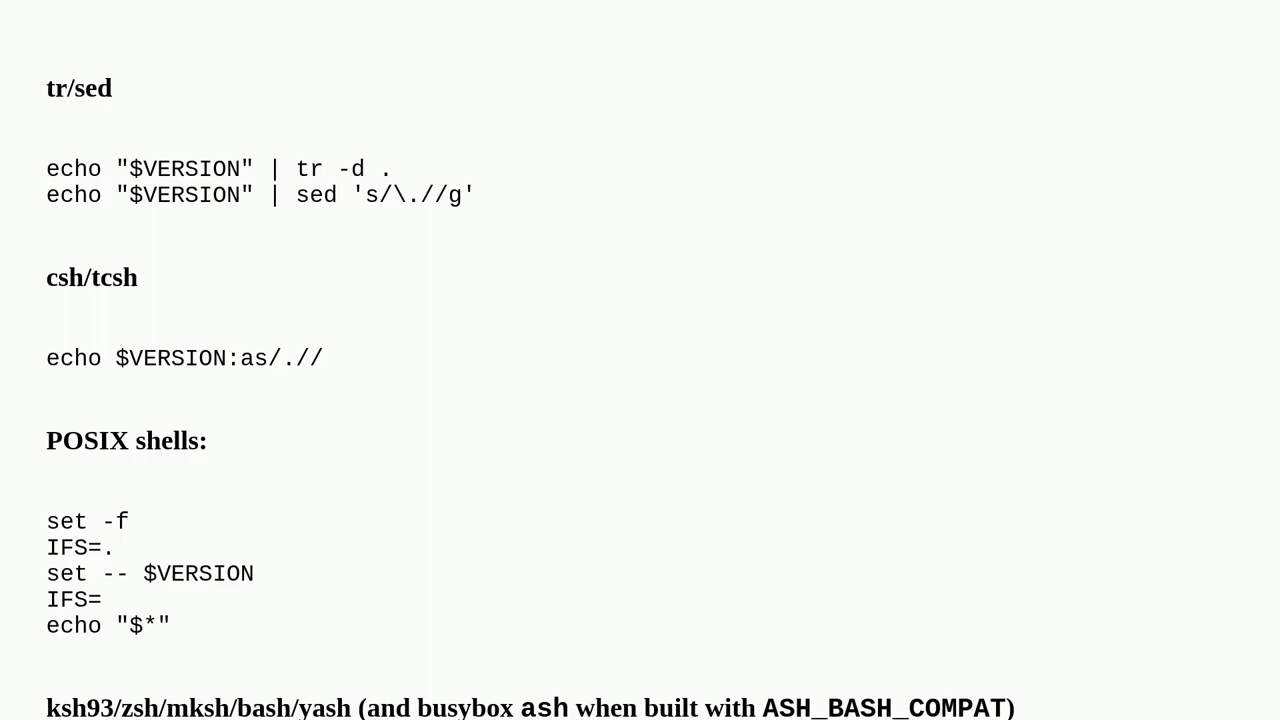 tr/sed
echo "$VERSION" | tr -d .
echo "$VERSION" | sed 's/\.//g'
csh/tcsh
echo $VERSION:as/.//
POSIX shells:
set -f
IFS=.
set -- $VERSION
IFS=
echo "$*"
ksh93/zsh/mksh/bash/yash (and busybox ash when built with ASH_BASH_COMPAT)